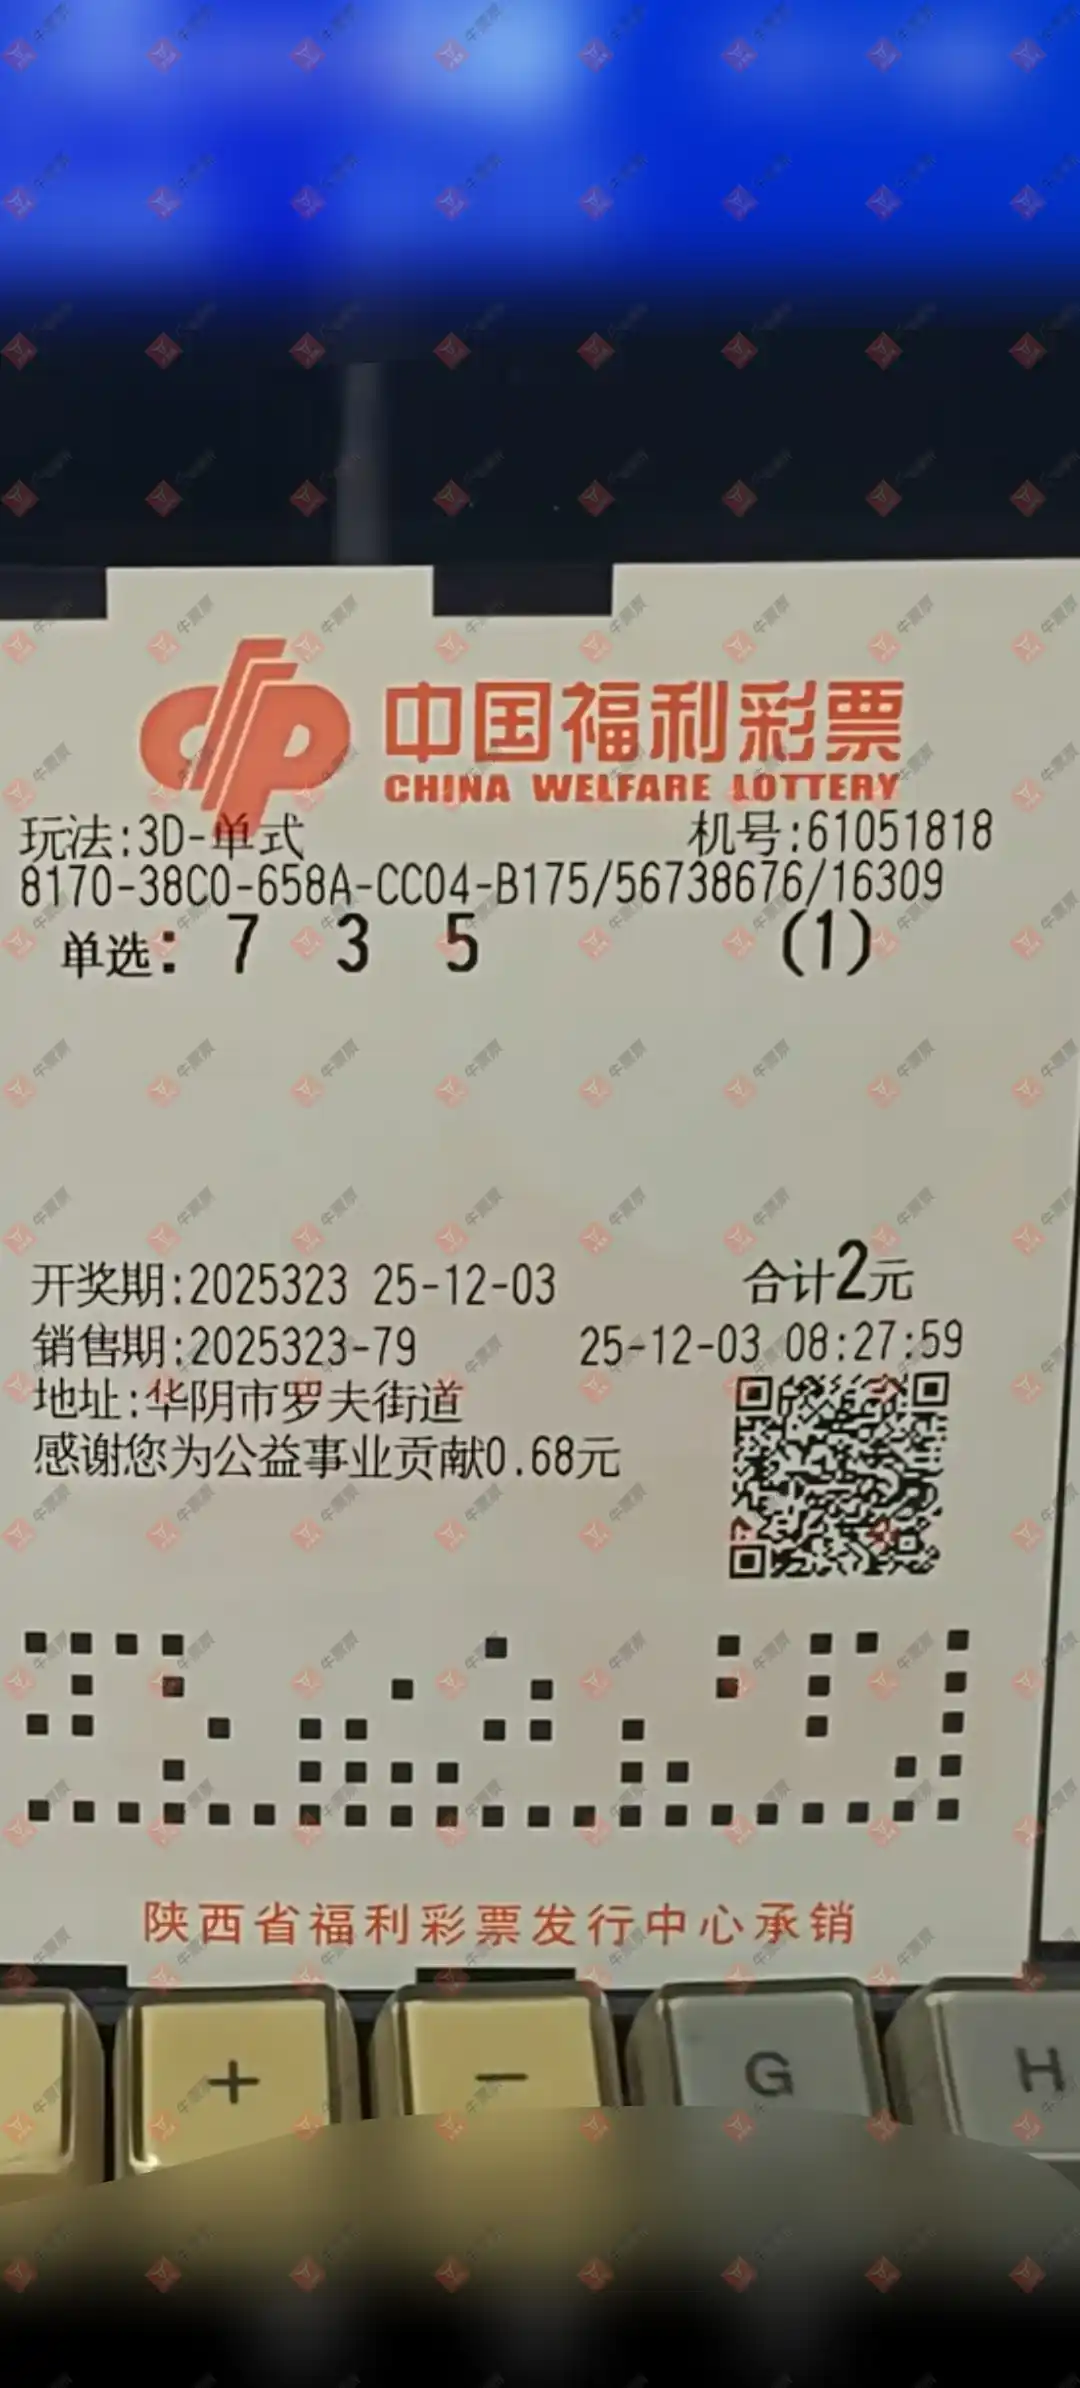 中国福利彩票
CHINA WELFARE LOTTERY
玩法:3D-单式 机号:61051818
8170-38C0-658A-CC04-B175/56738676/16309
单选: 7 3 5 (1)
开奖期:2025323 25-12-03 合计2元
销售期:2025323-79 25-12-03 08:27:59
地址:华阴市罗夫街道
感谢您为公益事业贡献0.68元
陕西省福利彩票发行中心承销
+ - G H
牛票票